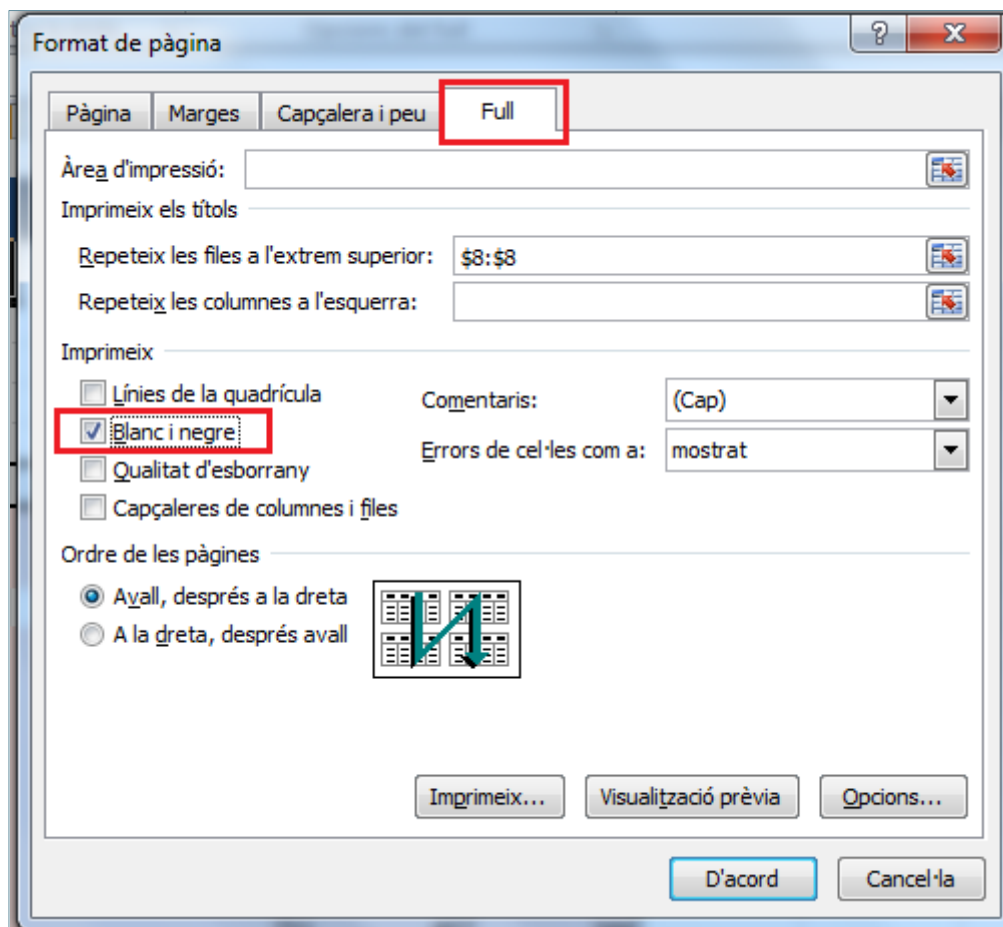 Format de pàgina
Pàgina Marges Capçalera i peu Full
Àrea d'impressió:
Imprimeix els títols
Repeteix les files a l'extrem superior: $8:$8
Repeteix les columnes a l'esquerra:
Imprimeix
Línies de la quadrícula Comentaris: (Cap)
Blanc i negre Errors de cel·les com a: mostrat
Qualitat d'esborrany
Capçaleres de columnes i files
Ordre de les pàgines
Avall, després a la dreta
A la dreta, després avall
Imprimeix... Visualització prèvia Opcions...
D'acord Cancel·la